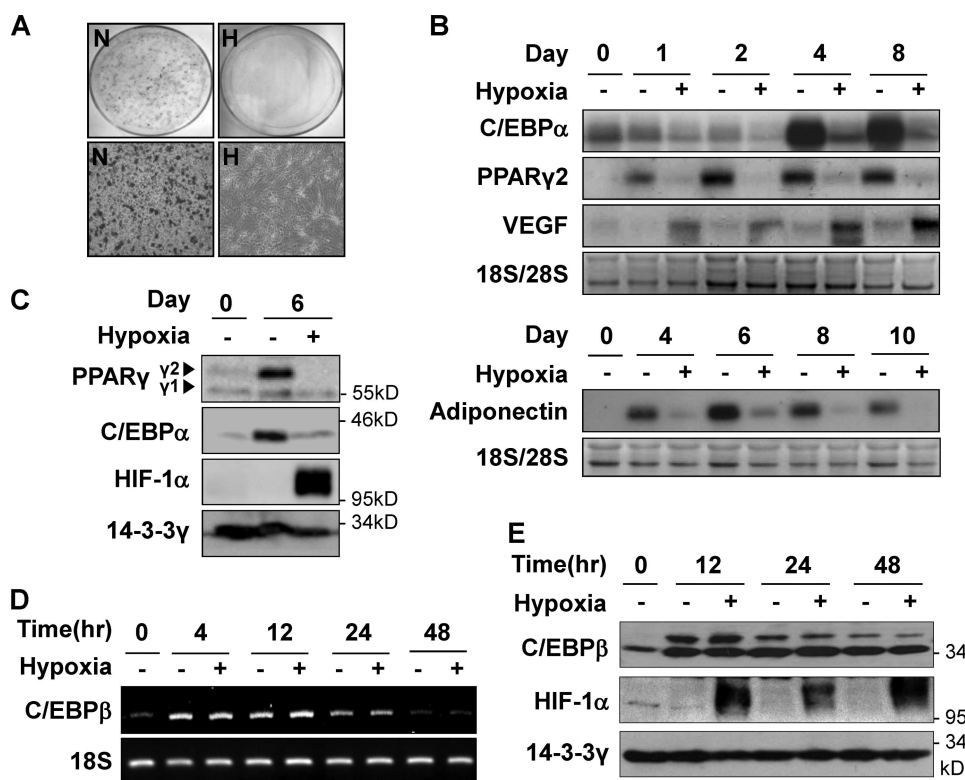 A
N H
N H
B
Day 0 1 2 4 8
Hypoxia - - + - + - + - +
C/EBPα
PPARγ2
VEGF
18S/28S
Day 0 4 6 8 10
Hypoxia - - + - + - + - +
Adiponectin
18S/28S
C
Day 0 6
Hypoxia - - +
PPARγ γ2
γ1
55kD
46kD
C/EBPα
HIF-1α
95kD
34kD
14-3-3γ
D
Time(hr) 0 4 12 24 48
Hypoxia - - + - + - + - +
C/EBPβ
18S
E
Time(hr) 0 12 24 48
Hypoxia - - + - + - +
C/EBPβ
34
HIF-1α
95
14-3-3γ
34
kD